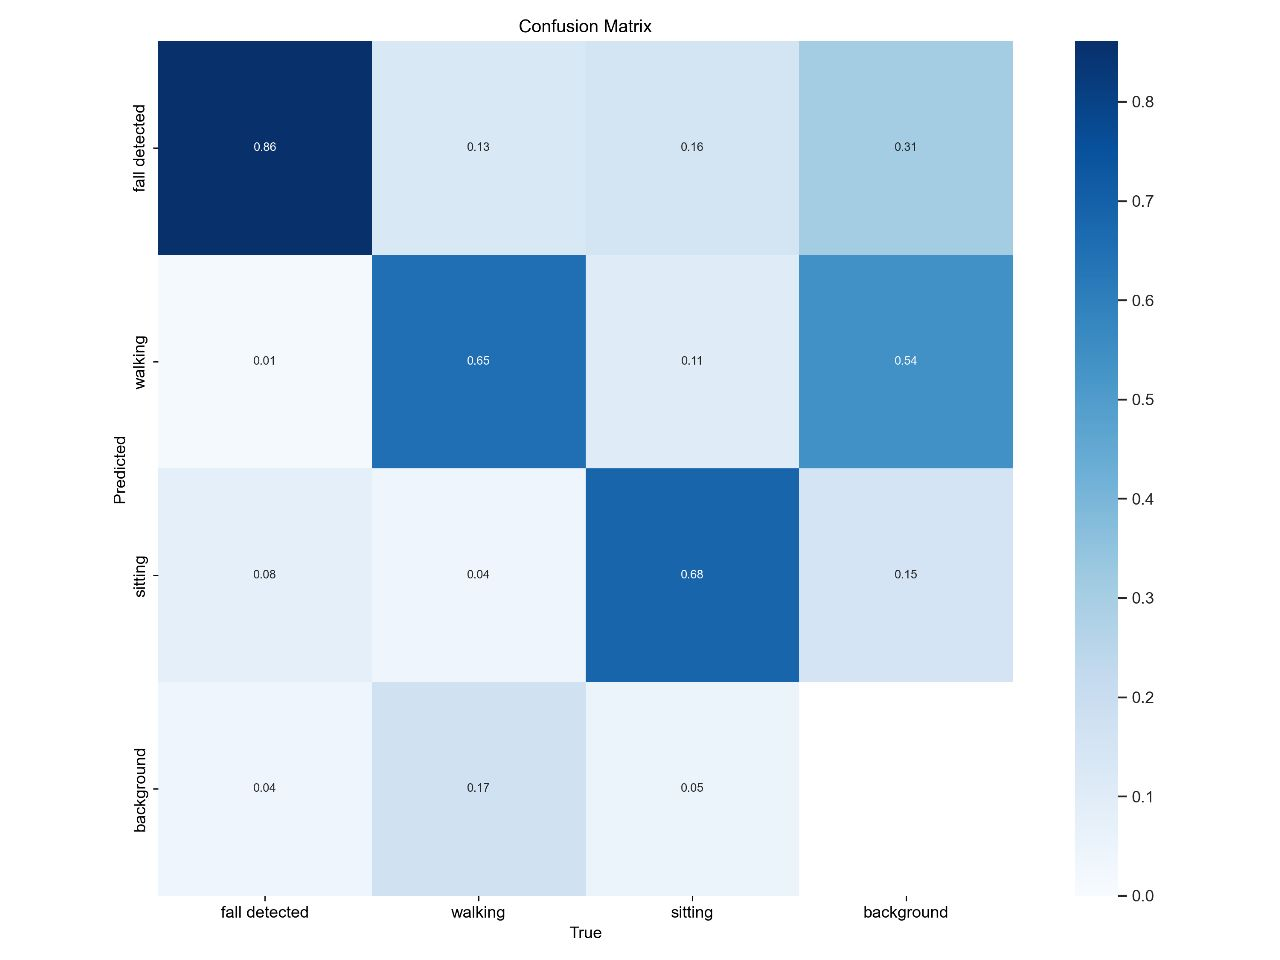 Confusion Matrix
fall detected
0.86
0.13
0.16
0.31
walking
0.01
0.65
0.11
0.54
Predicted
sitting
0.08
0.04
0.68
0.15
background
0.04
0.17
0.05
fall detected
walking
sitting
background
True
0.8
0.7
0.6
0.5
0.4
0.3
0.2
0.1
0.0